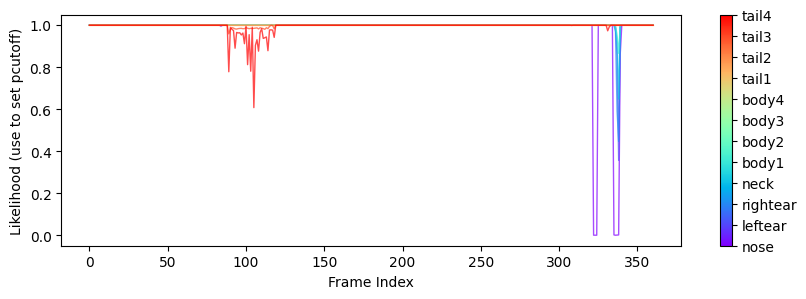 Likelihood (use to set pcutoff)
1.0
0.8
0.6
0.4
0.2
0.0
0
50
100
150
200
250
300
350
Frame Index
tail4
tail3
tail2
tail1
body4
body3
body2
body1
neck
rightear
leftear
nose